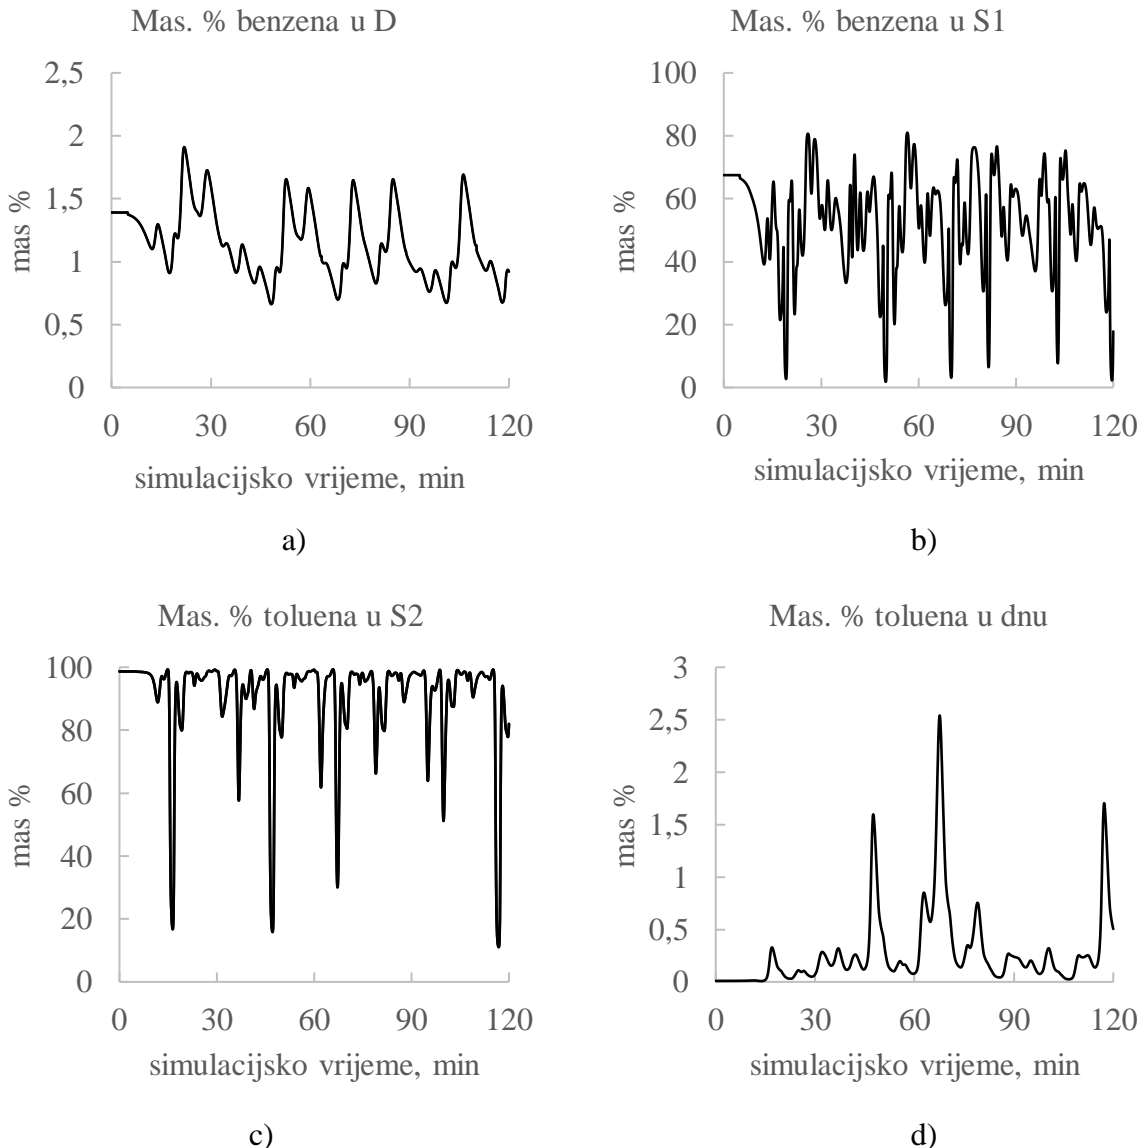 Mas. % benzena u D
2,5
2
1,5
1
0,5
0
mas %
0 30 60 90 120
simulacijsko vrijeme, min
a)
Mas. % benzena u S1
100
80
60
40
20
0
mas %
0 30 60 90 120
simulacijsko vrijeme, min
b)
Mas. % toluena u S2
100
80
60
40
20
0
mas %
0 30 60 90 120
simulacijsko vrijeme, min
c)
Mas. % toluena u dnu
3
2,5
2
1,5
1
0,5
0
mas %
0 30 60 90 120
simulacijsko vrijeme, min
d)